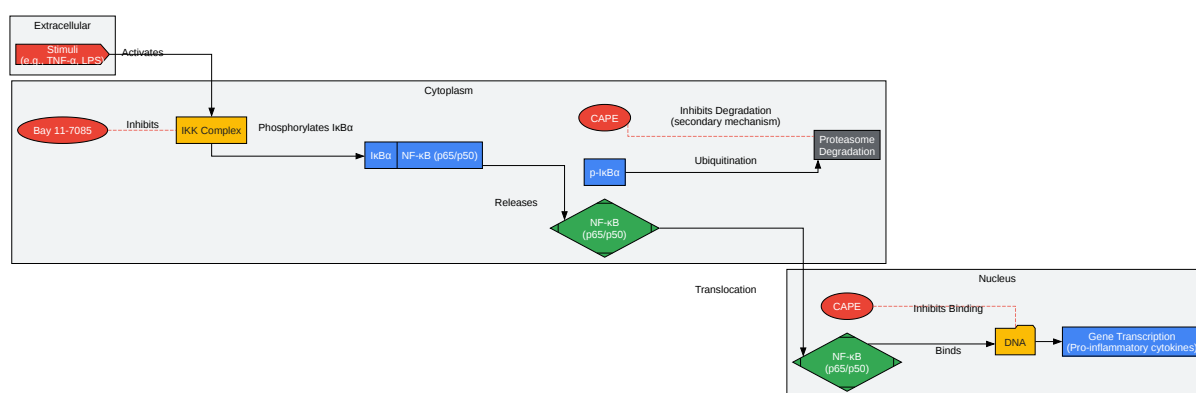 Extracellular
Stimuli
(e.g., TNF-α, LPS)
Activates
Cytoplasm
Bay 11-7085
Inhibits
IKK Complex
Phosphorylates IκBα
IκBα
NF-κB (p65/p50)
CAPE
Inhibits Degradation
(secondary mechanism)
Proteasome
Degradation
p-IκBα
Ubiquitination
Releases
NF-κB
(p65/p50)
Translocation
Nucleus
CAPE
Inhibits Binding
NF-κB
(p65/p50)
Binds
DNA
Gene Transcription
(Pro-inflammatory cytokines)